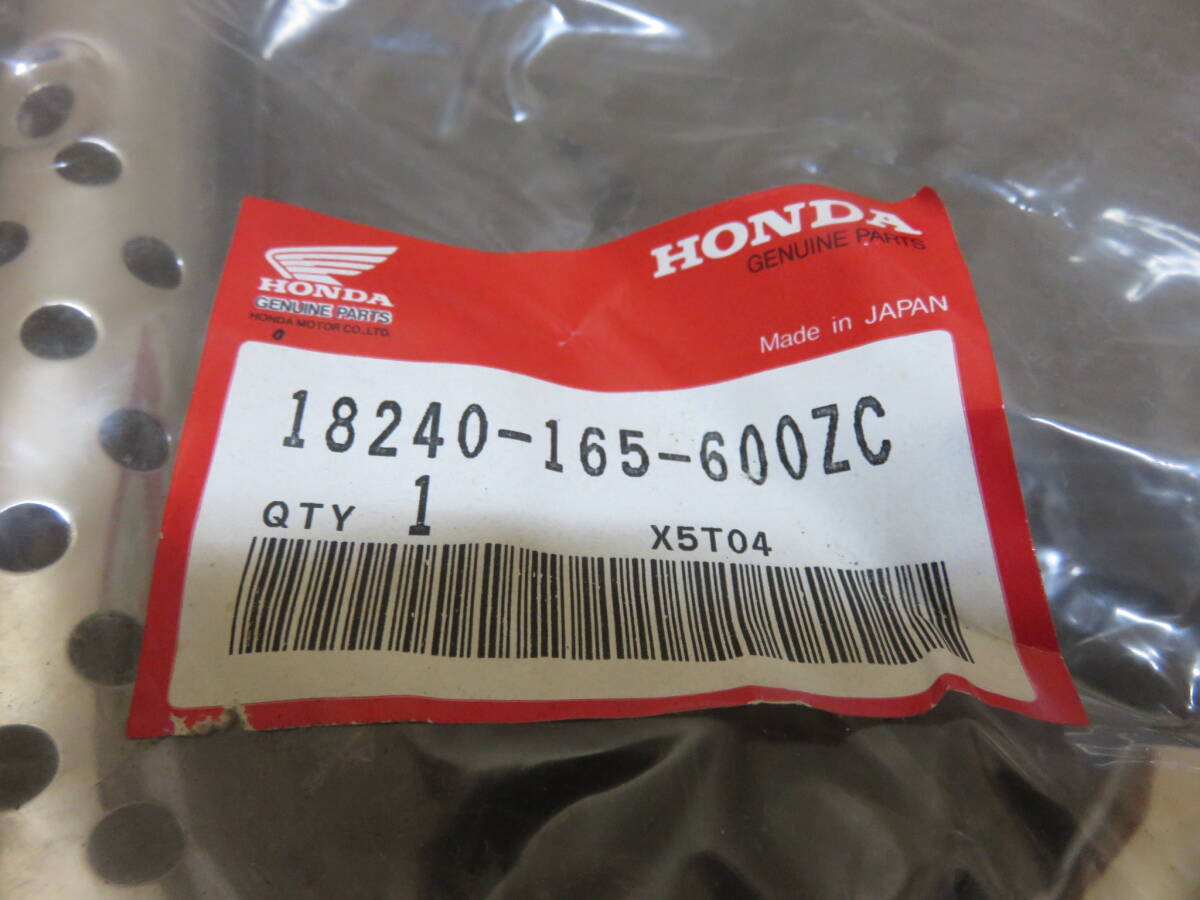 HONDA
GENUINE PARTS
HONDA MOTOR CO.,LTD.
HONDA
GENUINE PARTS
Made in JAPAN
18240-165-600ZC
QTY 1
X5T04